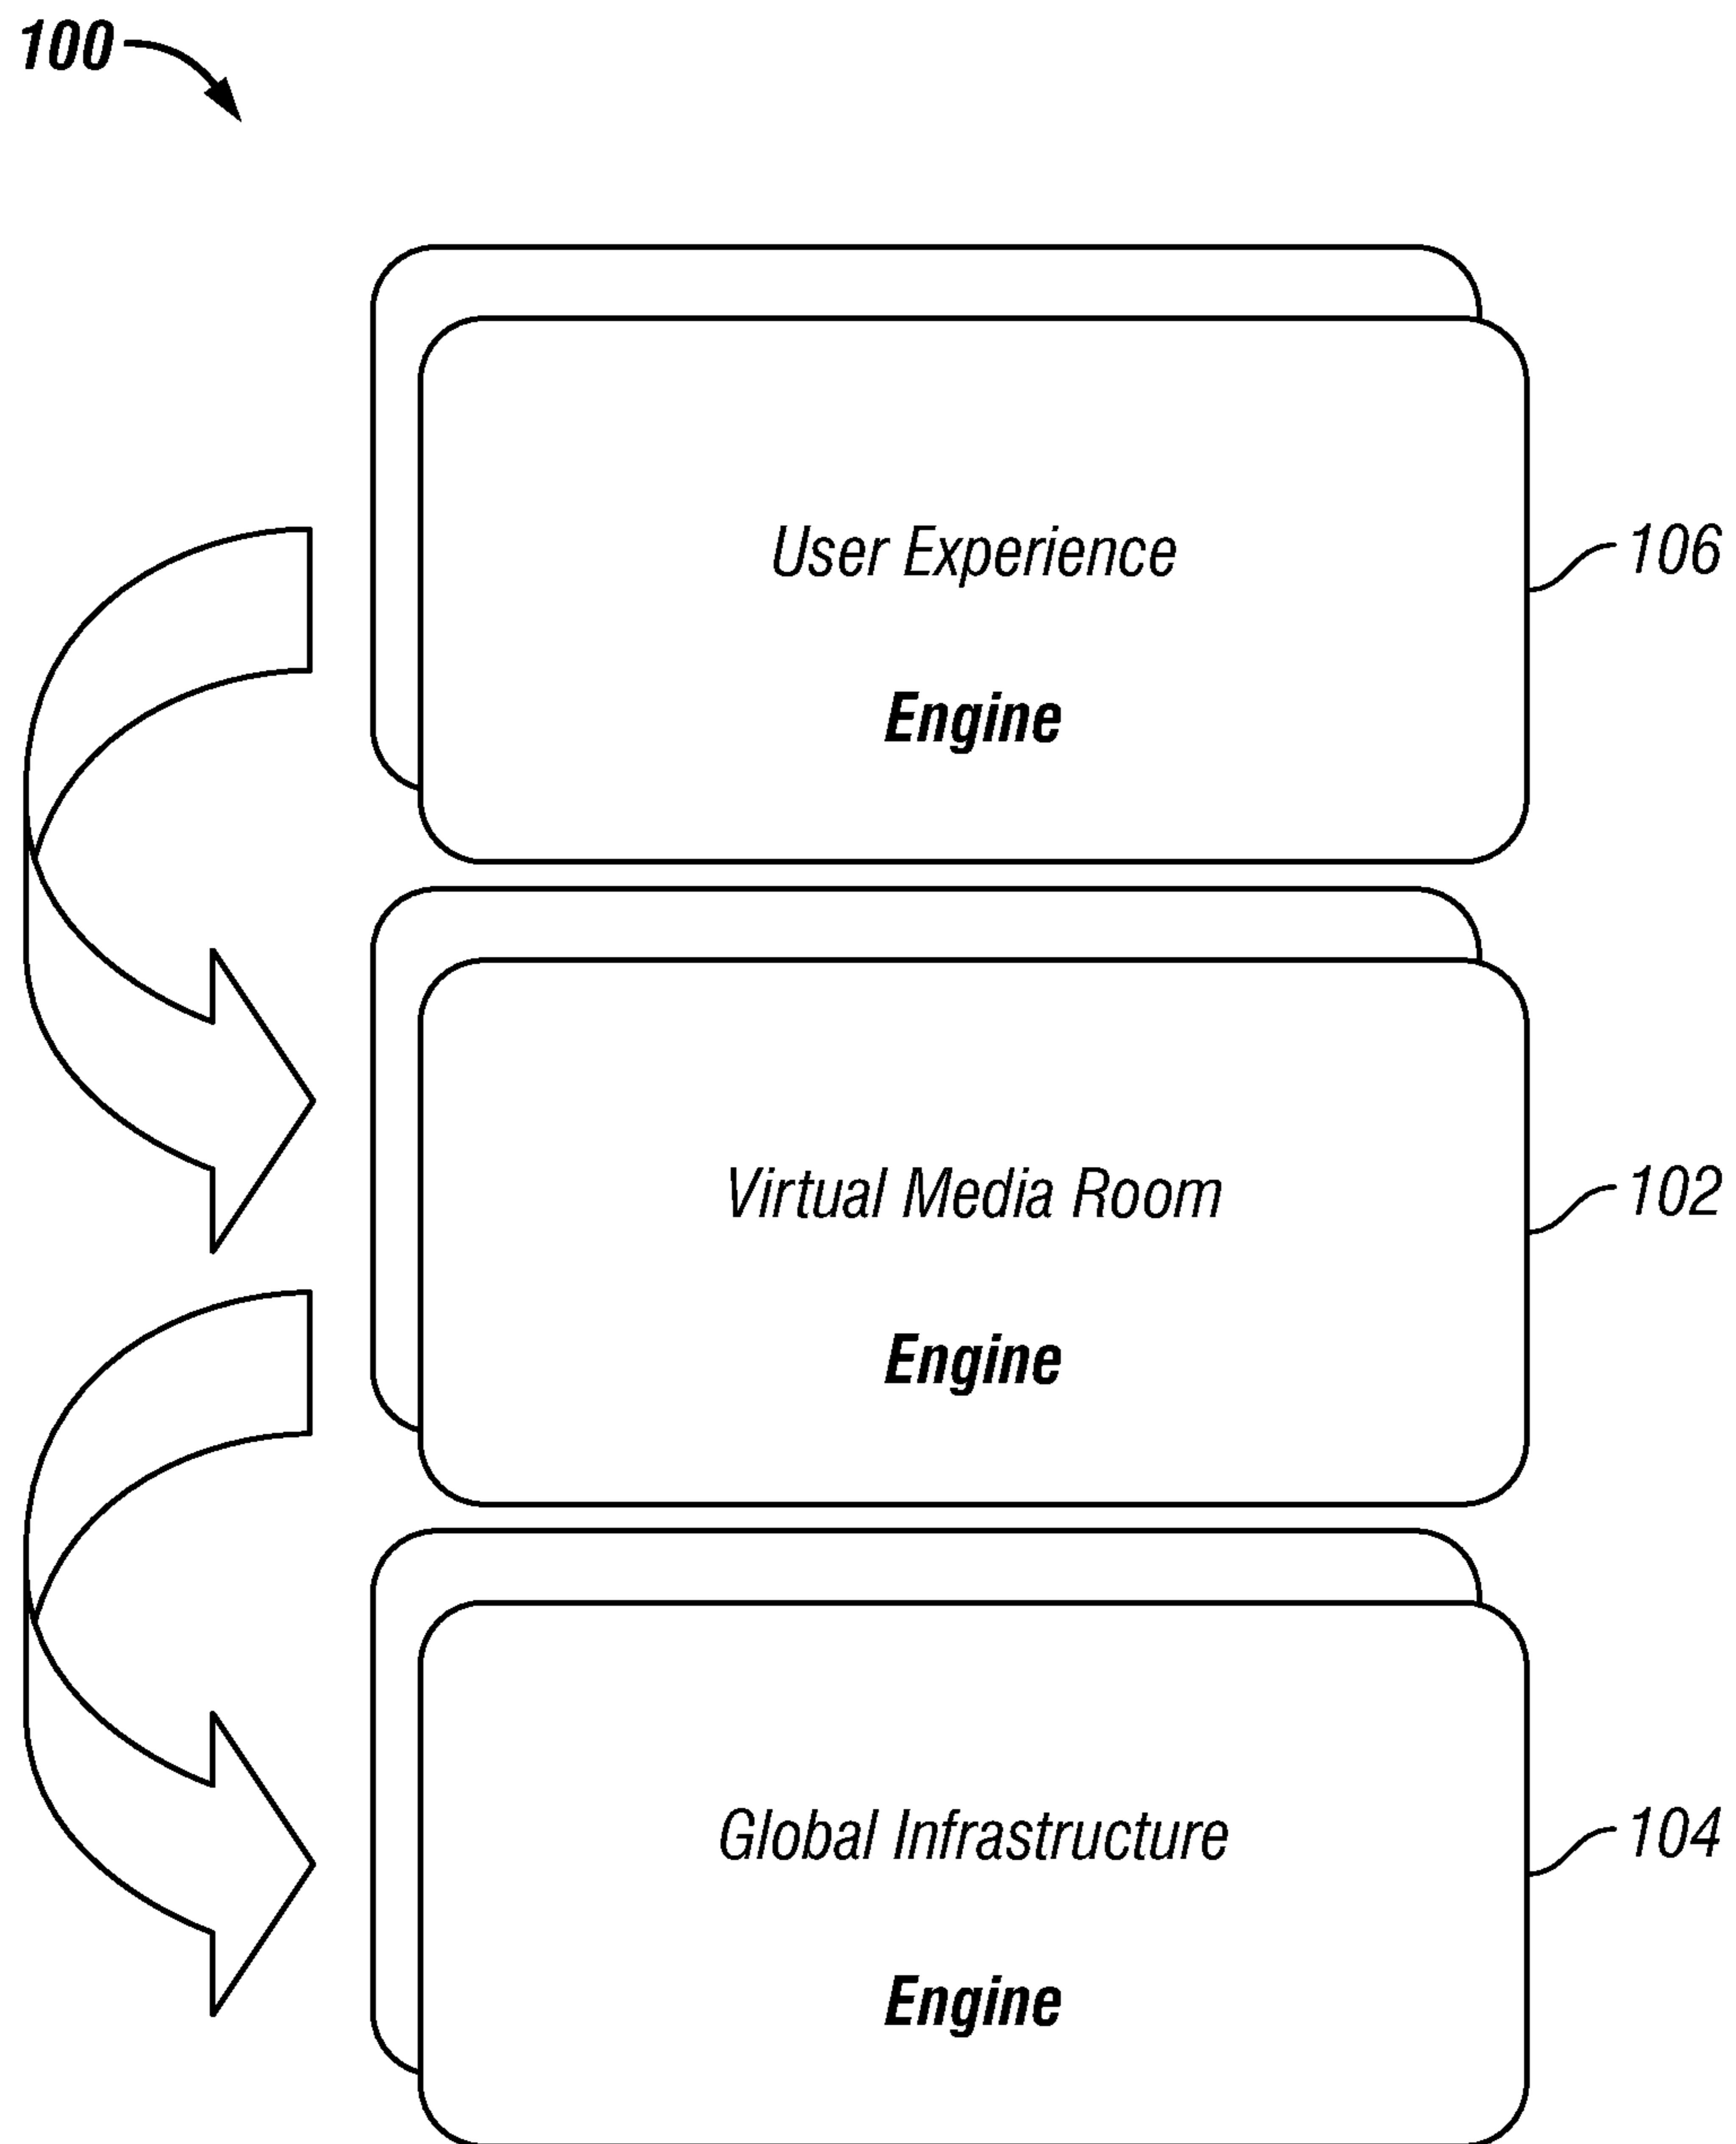 100
User Experience
Engine
106
Virtual Media Room
Engine
102
Global Infrastructure
Engine
104